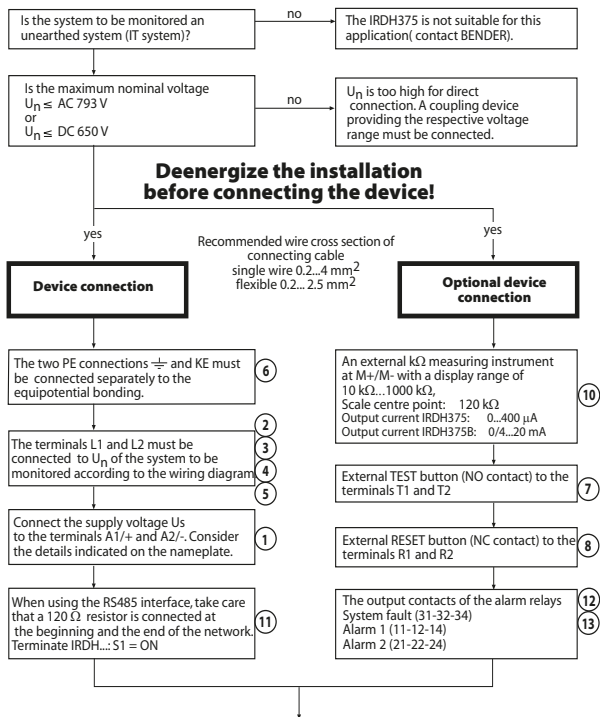 Is the system to be monitored an
unearthed system (IT system)?
no
The IRDH375 is not suitable for this
application( contact BENDER).
Is the maximum nominal voltage
Un ≤ AC 793 V
or
Un ≤ DC 650 V
no
Un is too high for direct
connection. A coupling device
providing the respective voltage
range must be connected.
Deenergize the installation
before connecting the device!
yes
yes
Recommended wire cross section of
connecting cable
single wire 0.2...4 mm2
flexible 0.2... 2.5 mm2
Device connection
Optional device
connection
The two PE connections ⏚ and KE must
be connected separately to the
equipotential bonding.
6
The terminals L1 and L2 must be
connected to Un of the system to be
monitored according to the wiring diagram
2
3
4
5
Connect the supply voltage Us
to the terminals A1/+ and A2/-. Consider
the details indicated on the nameplate.
1
When using the RS485 interface, take care
that a 120 Ω resistor is connected at
the beginning and the end of the network.
Terminate IRDH...: S1 = ON
11
An external kΩ measuring instrument
at M+/M- with a display range of
10 kΩ...1000 kΩ,
Scale centre point: 120 kΩ
Output current IRDH375: 0...400 µA
Output current IRDH375B: 0/4...20 mA
10
External TEST button (NO contact) to the
terminals T1 and T2
7
External RESET button (NC contact) to the
terminals R1 and R2
8
The output contacts of the alarm relays
System fault (31-32-34)
Alarm 1 (11-12-14)
Alarm 2 (21-22-24)
12
13